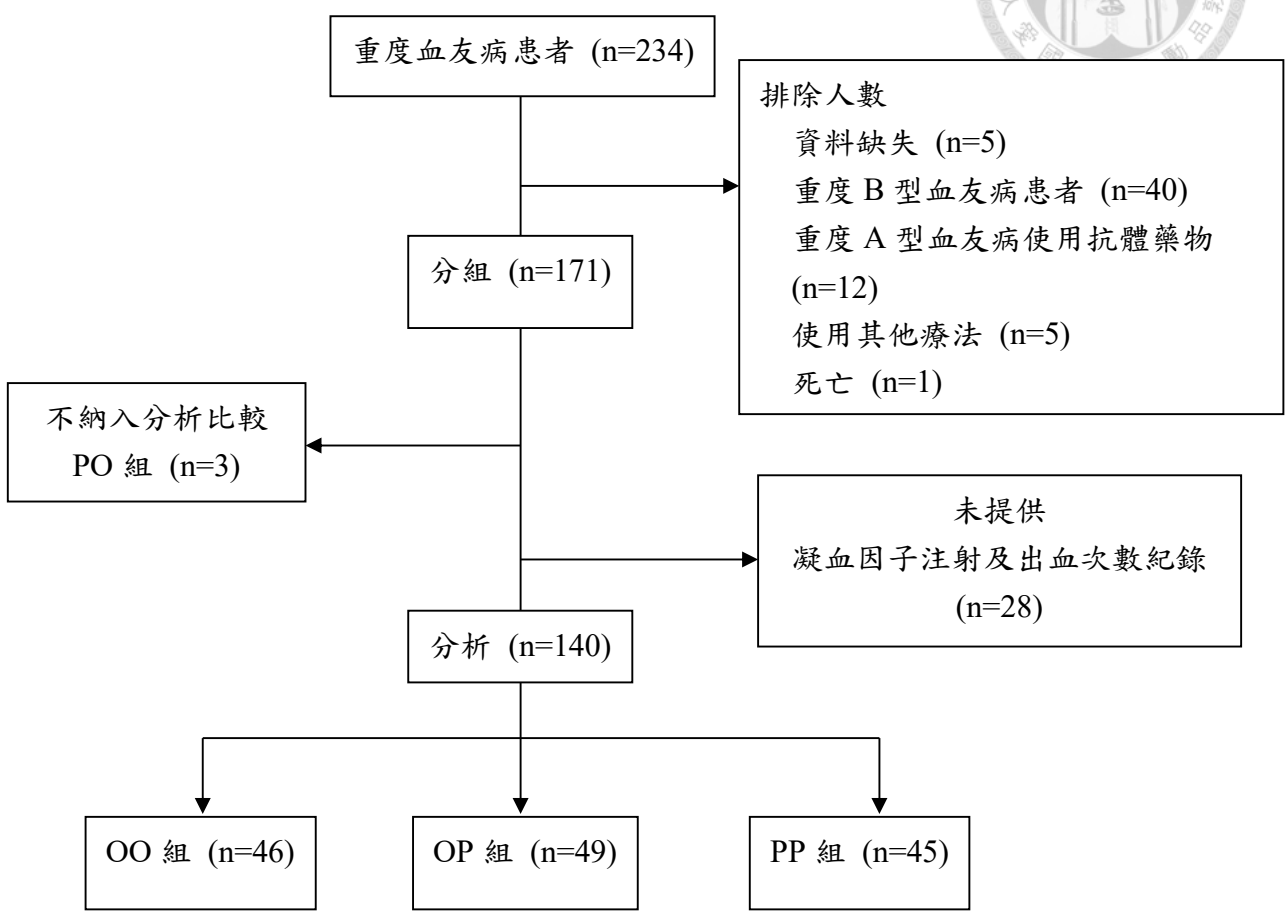 重度血友病患者 (n=234)
排除人數
資料缺失 (n=5)
重度 B 型血友病患者 (n=40)
重度 A 型血友病使用抗體藥物
(n=12)
使用其他療法 (n=5)
死亡 (n=1)
分組 (n=171)
不納入分析比較
PO 組 (n=3)
未提供
凝血因子注射及出血次數紀錄
(n=28)
分析 (n=140)
OO 組 (n=46)
OP 組 (n=49)
PP 組 (n=45)